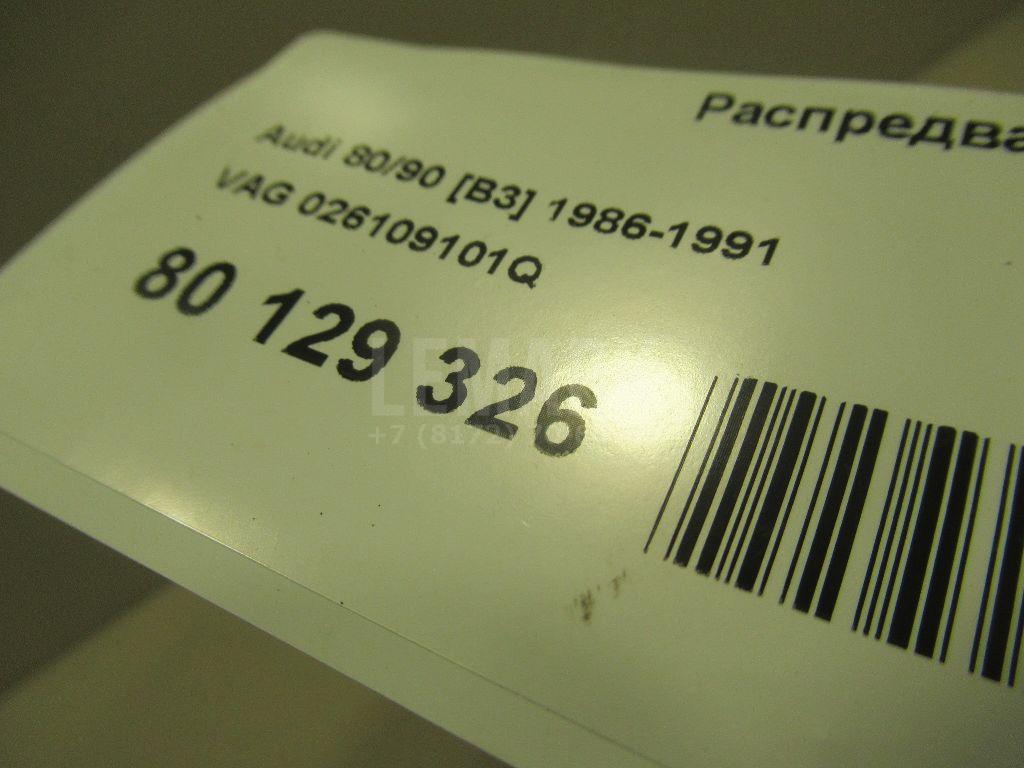 Распредва
Audi 80/90 [B3] 1986-1991
VAG 026109101Q
80 129 326